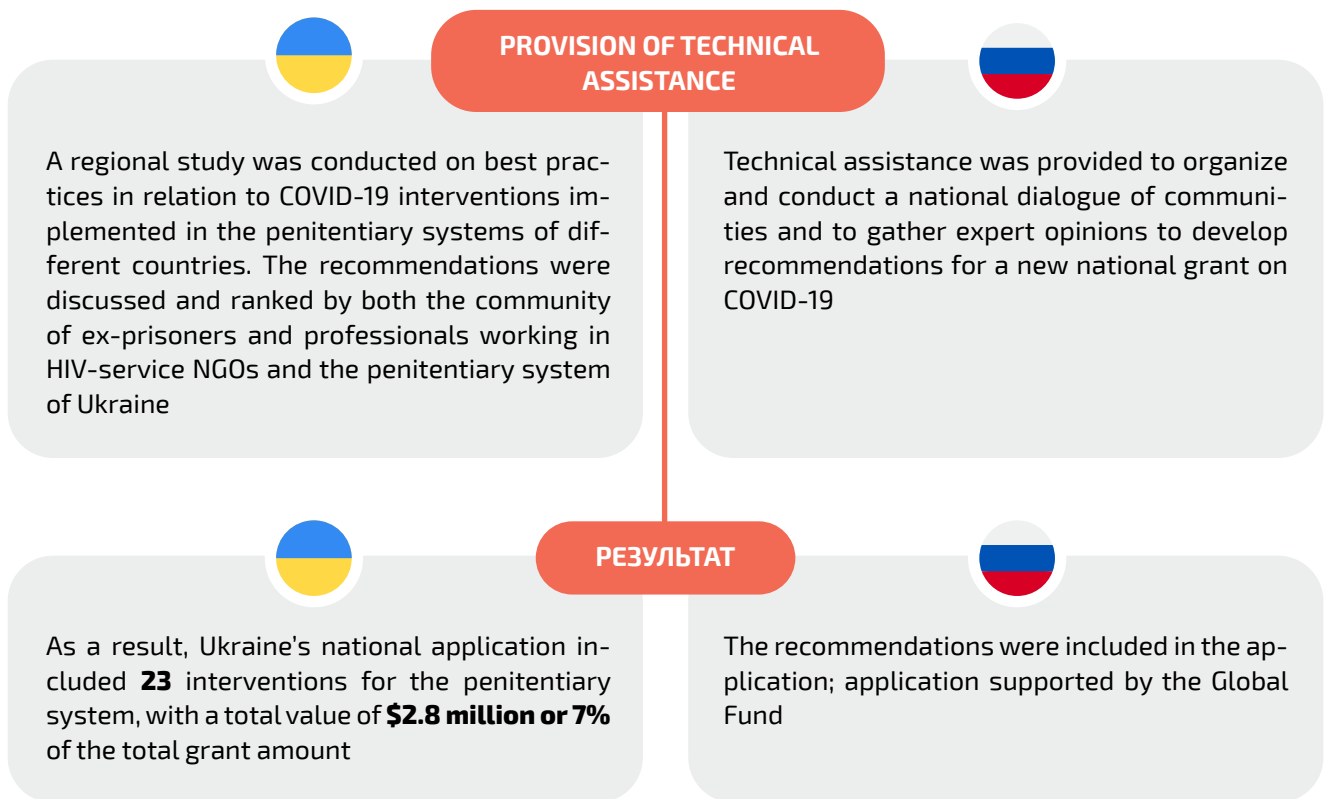 PROVISION OF TECHNICAL
ASSISTANCE
A regional study was conducted on best prac-
tices in relation to COVID-19 interventions im-
plemented in the penitentiary systems of dif-
ferent countries. The recommendations were
discussed and ranked by both the community
of ex-prisoners and professionals working in
HIV-service NGOs and the penitentiary system
of Ukraine
Technical assistance was provided to organize
and conduct a national dialogue of communi-
ties and to gather expert opinions to develop
recommendations for a new national grant on
COVID-19
РЕЗУЛЬТАТ
As a result, Ukraine’s national application in-
cluded 23 interventions for the penitentiary
system, with a total value of $2.8 million or 7%
of the total grant amount
The recommendations were included in the ap-
plication; application supported by the Global
Fund